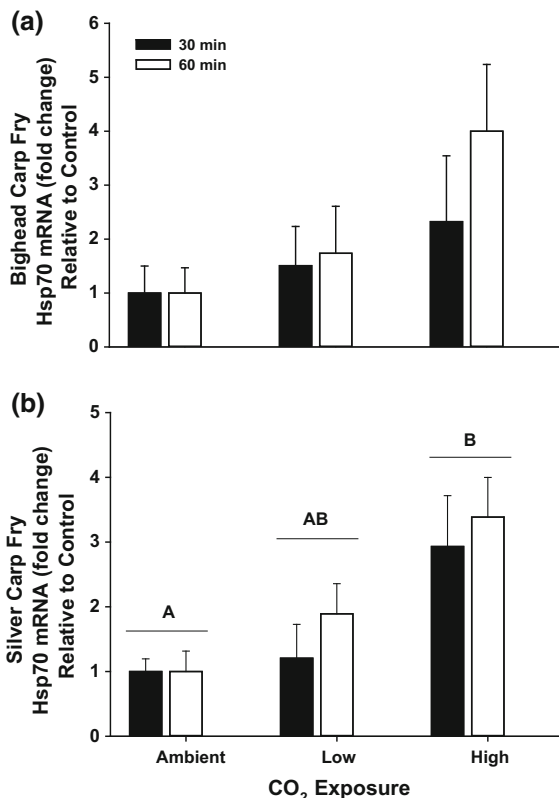 (a)
30 min
60 min
Bighead Carp Fry
Hsp70 mRNA (fold change)
Relative to Control
6
5
4
3
2
1
0
(b)
Silver Carp Fry
Hsp70 mRNA (fold change)
Relative to Control
5
4
3
2
1
0
A
AB
B
Ambient Low High
CO₂ Exposure